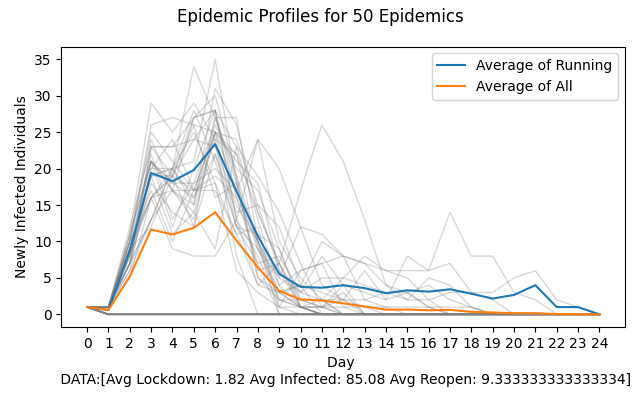 Epidemic Profiles for 50 Epidemics
35
30
25
20
15
10
5
0
Newly Infected Individuals
Average of Running
Average of All
0 1 2 3 4 5 6 7 8 9 10 11 12 13 14 15 16 17 18 19 20 21 22 23 24
Day
DATA:[Avg Lockdown: 1.82 Avg Infected: 85.08 Avg Reopen: 9.333333333333334]